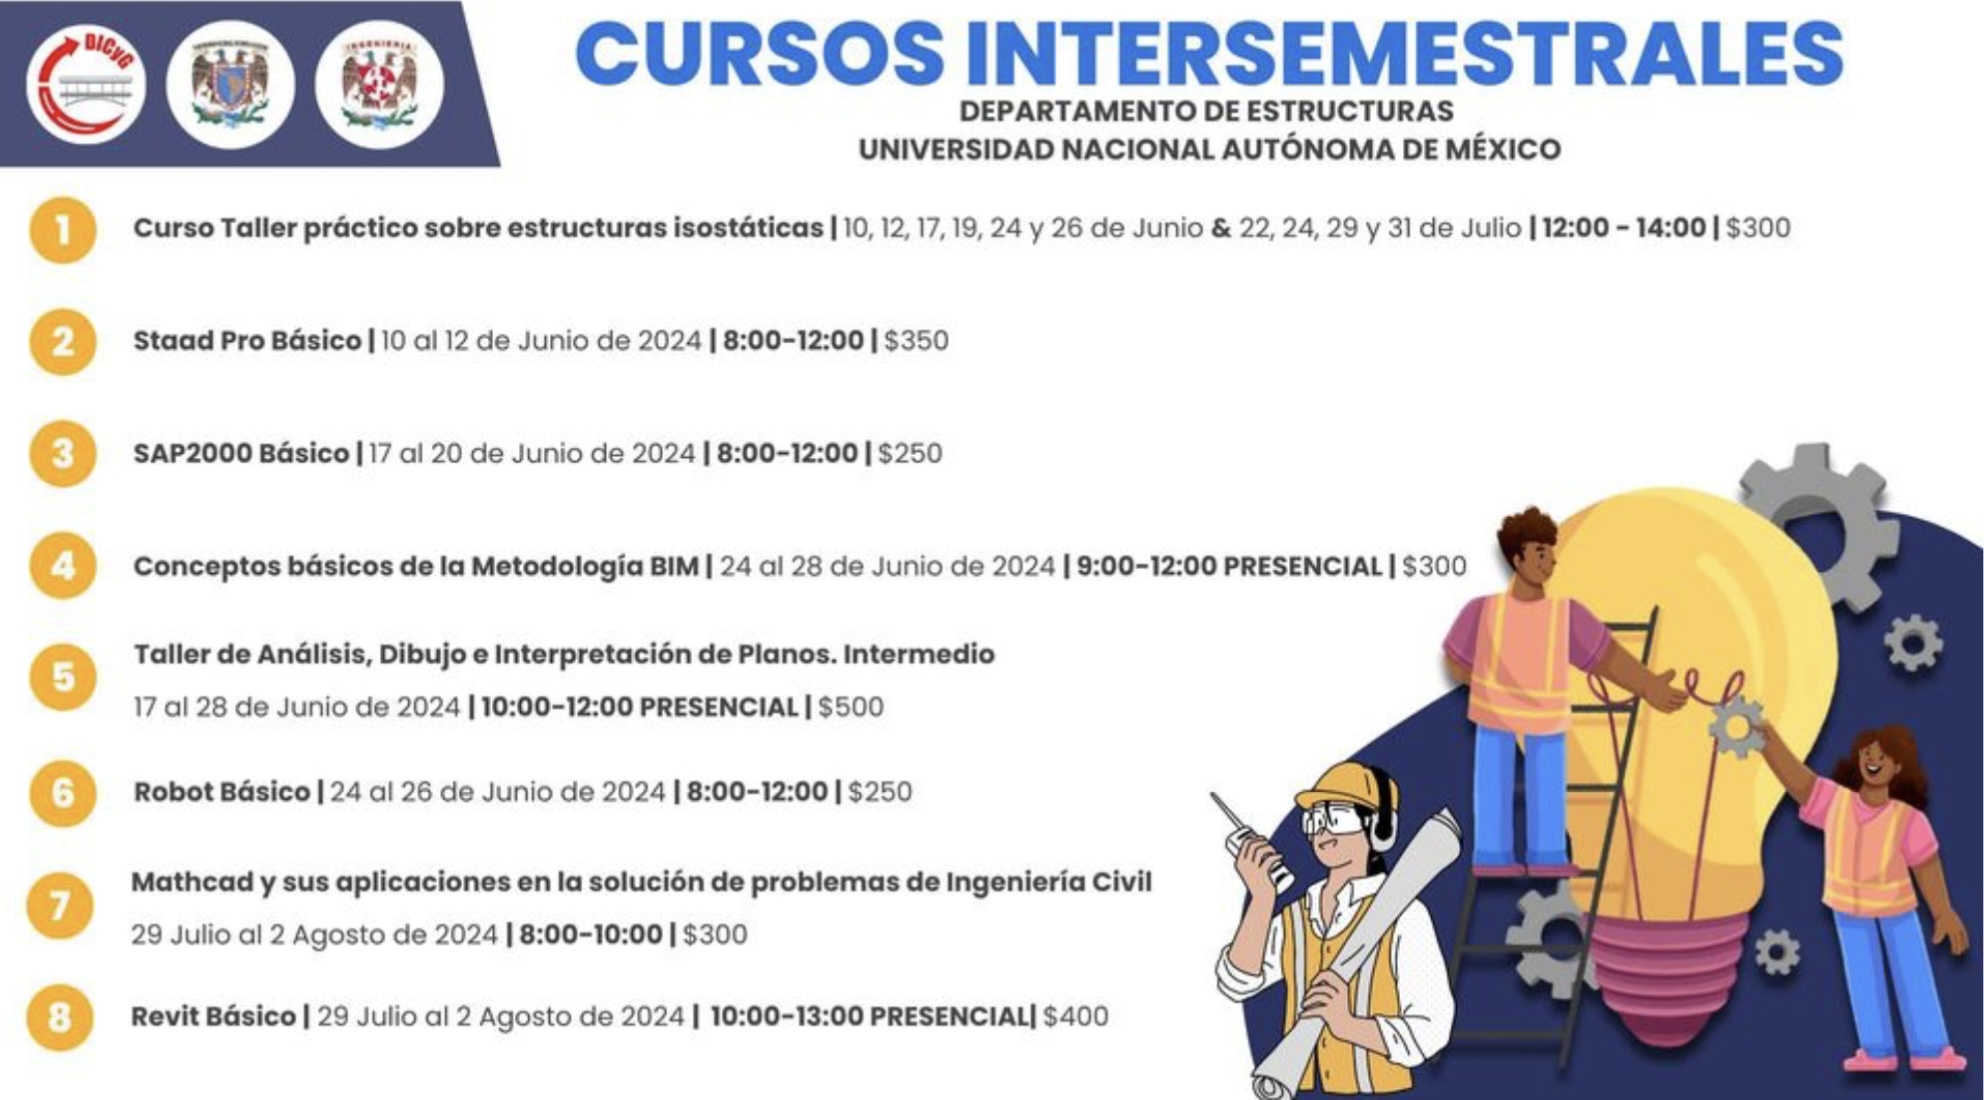 DICyG
INGENIERIA
CURSOS INTERSEMESTRALES
DEPARTAMENTO DE ESTRUCTURAS
UNIVERSIDAD NACIONAL AUTÓNOMA DE MÉXICO
1
Curso Taller práctico sobre estructuras isostáticas | 10, 12, 17, 19, 24 y 26 de Junio & 22, 24, 29 y 31 de Julio | 12:00 - 14:00 | $300
2
Staad Pro Básico | 10 al 12 de Junio de 2024 | 8:00-12:00 | $350
3
SAP2000 Básico | 17 al 20 de Junio de 2024 | 8:00-12:00 | $250
4
Conceptos básicos de la Metodología BIM | 24 al 28 de Junio de 2024 | 9:00-12:00 PRESENCIAL | $300
5
Taller de Análisis, Dibujo e Interpretación de Planos. Intermedio
17 al 28 de Junio de 2024 | 10:00-12:00 PRESENCIAL | $500
6
Robot Básico | 24 al 26 de Junio de 2024 | 8:00-12:00 | $250
7
Mathcad y sus aplicaciones en la solución de problemas de Ingeniería Civil
29 Julio al 2 Agosto de 2024 | 8:00-10:00 | $300
8
Revit Básico | 29 Julio al 2 Agosto de 2024 | 10:00-13:00 PRESENCIAL| $400